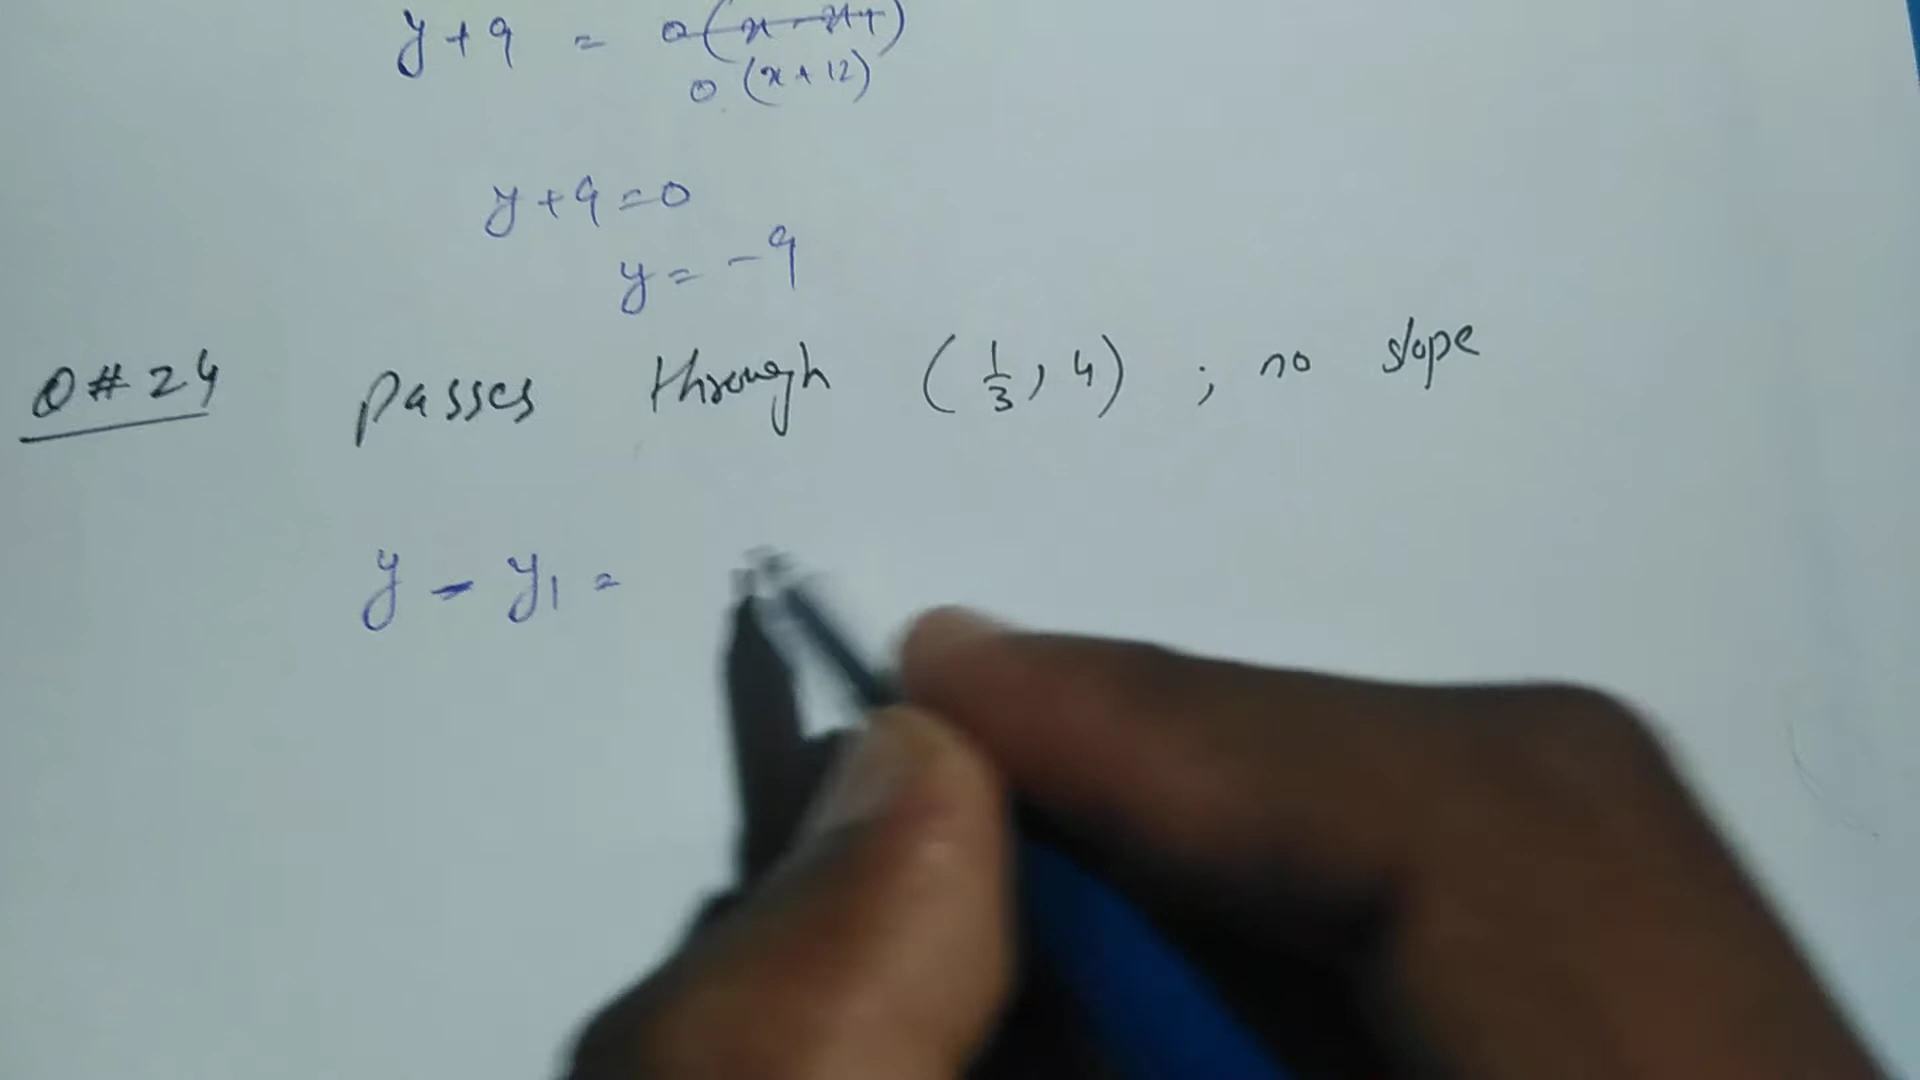 y + 9 = 0(x + 12)
y + 9 = 0
y = -9
Q # 24 passes through (1/3, 4) ; no slope
y - y₁ =